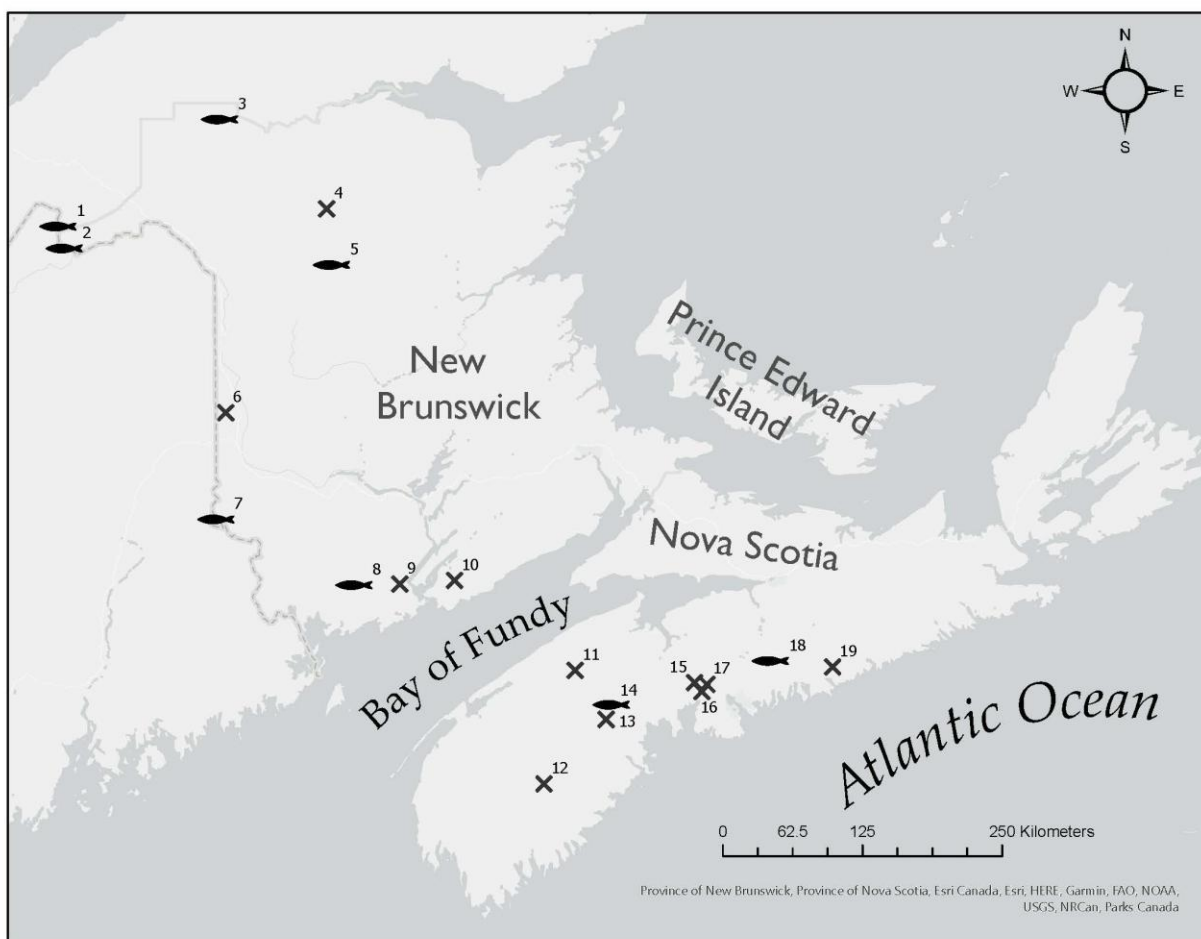 N
W E
S
3
4
1
2
5
Prince Edward
Island
New
Brunswick
6
7
Nova Scotia
8 9 10
Bay of Fundy
11
15 17 18 19
14
16
13
Atlantic Ocean
12
0 62.5 125 250 Kilometers
Province of New Brunswick, Province of Nova Scotia, Esri Canada, Esri, HERE, Garmin, FAO, NOAA,
USGS, NRCan, Parks Canada